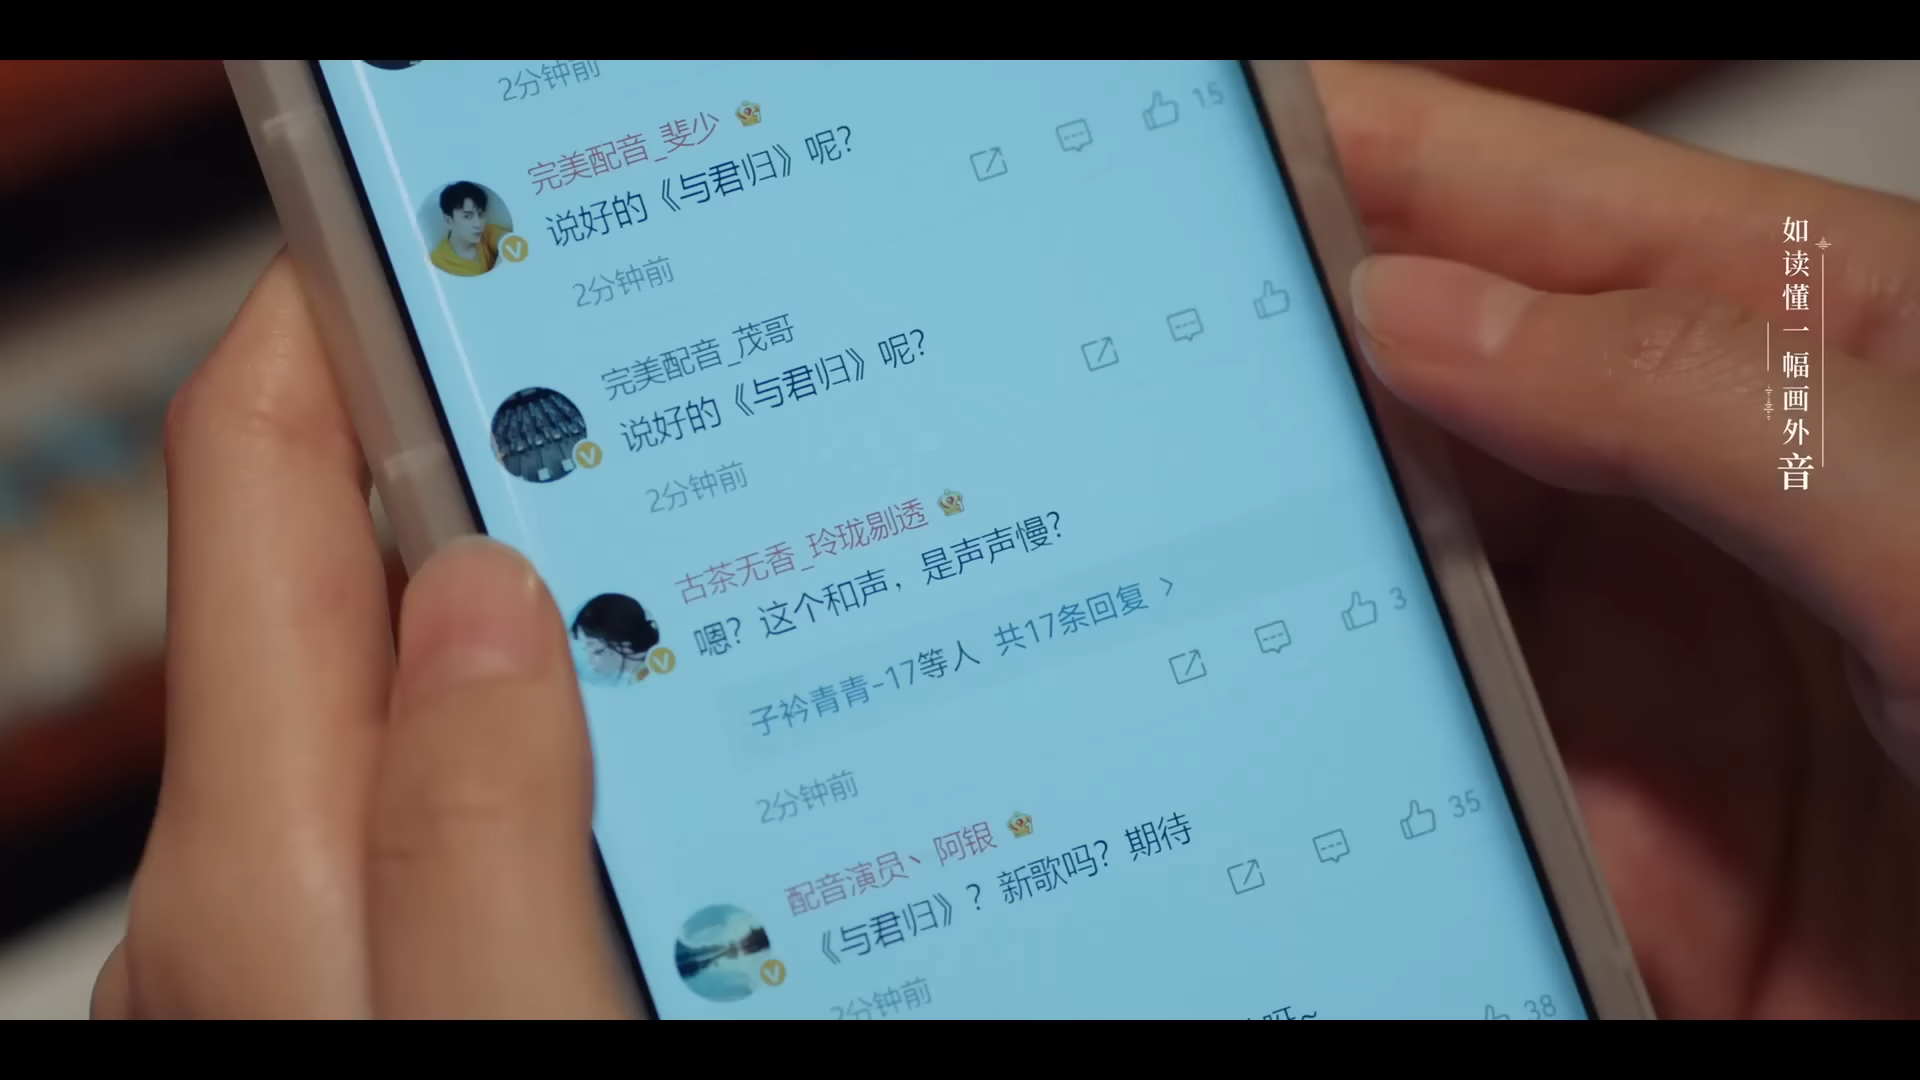 2分钟前
完美配音_斐少
15
说好的《与君归》呢?
2分钟前
完美配音_茂哥
说好的《与君归》呢?
2分钟前
古茶无香_玲珑剔透
嗯?这个和声，是声声慢?
子衿青青-17等人 共17条回复 >
3
2分钟前
配音演员丶阿银
35
《与君归》?新歌吗?期待
2分钟前
38
如读懂一幅画外音